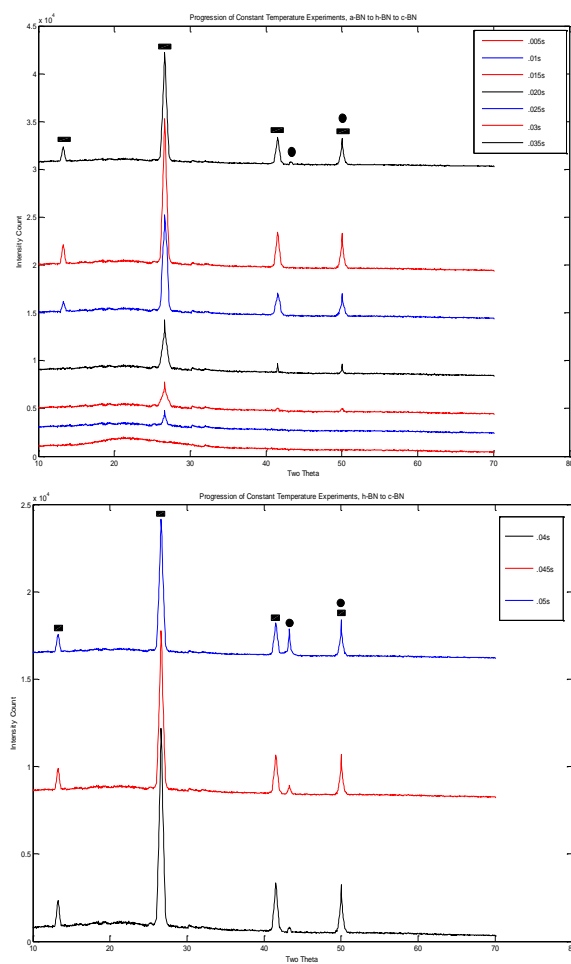 Progression of Constant Temperature Experiments, a-BN to h-BN to c-BN
x 10^4
4.5
4
3.5
3
2.5
2
1.5
1
0.5
0
Intensity Count
.005s
.01s
.015s
.020s
.025s
.03s
.035s
10 20 30 40 50 60 70 80
Two Theta
Progression of Constant Temperature Experiments, h-BN to c-BN
x 10^4
2.5
2
1.5
1
0.5
0
Intensity Count
.04s
.045s
.05s
10 20 30 40 50 60 70 80
Two Theta